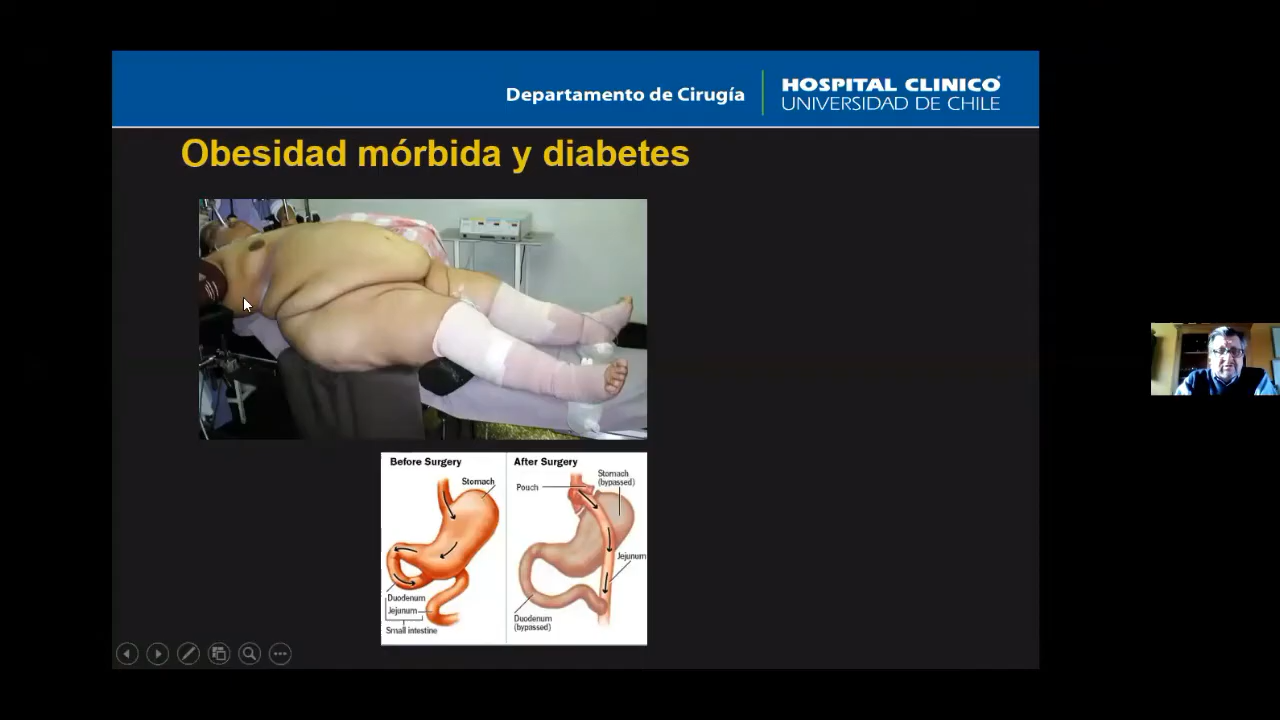 Departamento de Cirugía
HOSPITAL CLINICO
UNIVERSIDAD DE CHILE
Obesidad mórbida y diabetes
Before Surgery
Stomach
Duodenum
Jejunum
Small intestine
After Surgery
Stomach
(bypassed)
Pouch
Jejunum
Duodenum
(bypassed)